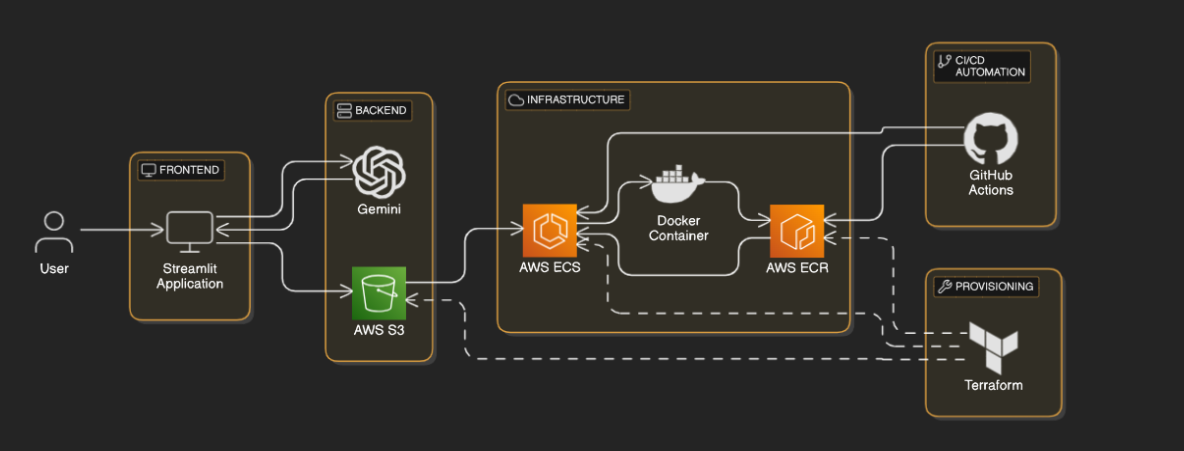 User
FRONTEND
Streamlit
Application
BACKEND
Gemini
AWS S3
INFRASTRUCTURE
AWS ECS
Docker
Container
AWS ECR
CI/CD
AUTOMATION
GitHub
Actions
PROVISIONING
Terraform